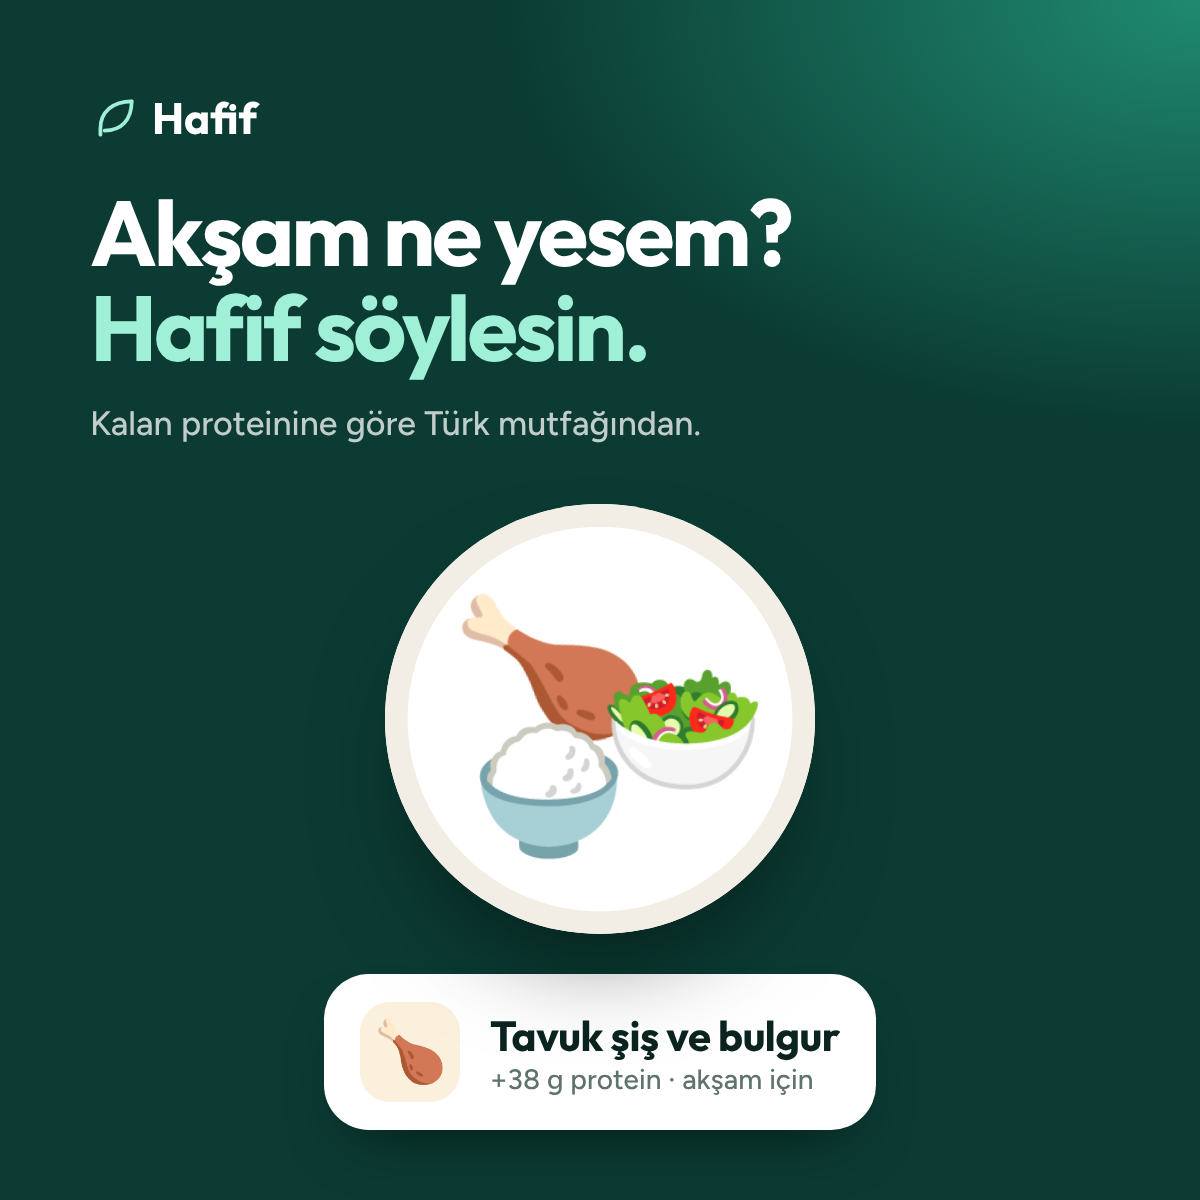 Hafif
Akşam ne yesem?
Hafif söylesin.
Kalan proteinine göre Türk mutfağından.
Tavuk şiş ve bulgur
+38 g protein · akşam için